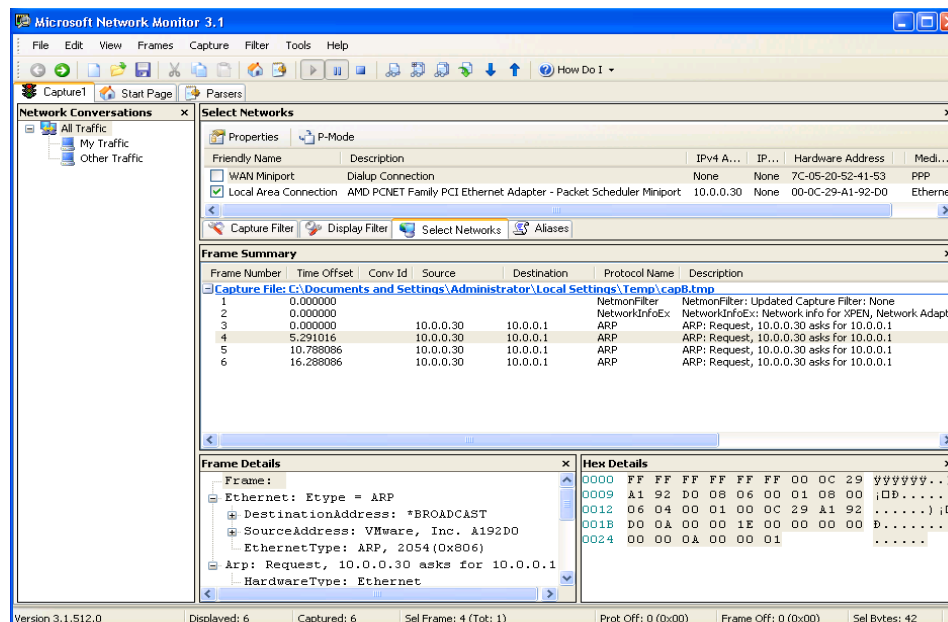 Microsoft Network Monitor 3.1
File Edit View Frames Capture Filter Tools Help
How Do I
Capture1 Start Page Parsers
Network Conversations
All Traffic
My Traffic
Other Traffic
Select Networks
Properties P-Mode
Friendly Name Description IPv4 A... IP... Hardware Address Medi...
WAN Miniport Dialup Connection None None 7C-05-20-52-41-53 PPP
Local Area Connection AMD PCNET Family PCI Ethernet Adapter - Packet Scheduler Miniport 10.0.0.30 None 00-0C-29-A1-92-D0 Etherne
Capture Filter Display Filter Select Networks Aliases
Frame Summary
Frame Number Time Offset Conv Id Source Destination Protocol Name Description
Capture File: C:\Documents and Settings\Administrator\Local Settings\Temp\capB.tmp
1 0.000000 NetmonFilter NetmonFilter: Updated Capture Filter: None
2 0.000000 NetworkInfoEx NetworkInfoEx: Network info for XPEN, Network Adapt
3 0.000000 10.0.0.30 10.0.0.1 ARP ARP: Request, 10.0.0.30 asks for 10.0.0.1
4 5.291016 10.0.0.30 10.0.0.1 ARP ARP: Request, 10.0.0.30 asks for 10.0.0.1
5 10.788086 10.0.0.30 10.0.0.1 ARP ARP: Request, 10.0.0.30 asks for 10.0.0.1
6 16.288086 10.0.0.30 10.0.0.1 ARP ARP: Request, 10.0.0.30 asks for 10.0.0.1
Frame Details
Frame:
Ethernet: Etype = ARP
DestinationAddress: *BROADCAST
SourceAddress: VMware, Inc. A192D0
EthernetType: ARP, 2054(0x806)
Arp: Request, 10.0.0.30 asks for 10.0.0.1
HardwareType: Ethernet
Hex Details
0000 FF FF FF FF FF FF 00 0C 29 ÿÿÿÿÿÿ..
0009 A1 92 D0 08 06 00 01 08 00 ¡□Ð.....
0012 06 04 00 01 00 0C 29 A1 92 ......)¡
001B D0 0A 00 00 1E 00 00 00 00 Ð........
0024 00 00 0A 00 00 01 ......
Version 3.1.512.0 Displayed: 6 Captured: 6 Sel Frame: 4 (Tot: 1) Prot Off: 0 (0x00) Frame Off: 0 (0x00) Sel Bytes: 42